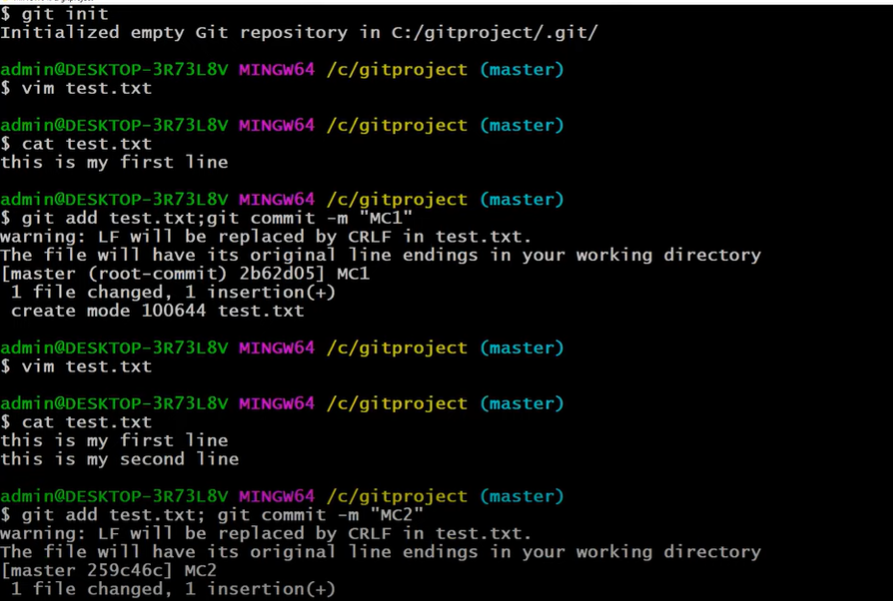 $ git init
Initialized empty Git repository in C:/gitproject/.git/
admin@DESKTOP-3R73L8V MINGW64 /c/gitproject (master)
$ vim test.txt
admin@DESKTOP-3R73L8V MINGW64 /c/gitproject (master)
$ cat test.txt
this is my first line
admin@DESKTOP-3R73L8V MINGW64 /c/gitproject (master)
$ git add test.txt;git commit -m "MC1"
warning: LF will be replaced by CRLF in test.txt.
The file will have its original line endings in your working directory
[master (root-commit) 2b62d05] MC1
 1 file changed, 1 insertion(+)
 create mode 100644 test.txt
admin@DESKTOP-3R73L8V MINGW64 /c/gitproject (master)
$ vim test.txt
admin@DESKTOP-3R73L8V MINGW64 /c/gitproject (master)
$ cat test.txt
this is my first line
this is my second line
admin@DESKTOP-3R73L8V MINGW64 /c/gitproject (master)
$ git add test.txt; git commit -m "MC2"
warning: LF will be replaced by CRLF in test.txt.
The file will have its original line endings in your working directory
[master 259c46c] MC2
 1 file changed, 1 insertion(+)